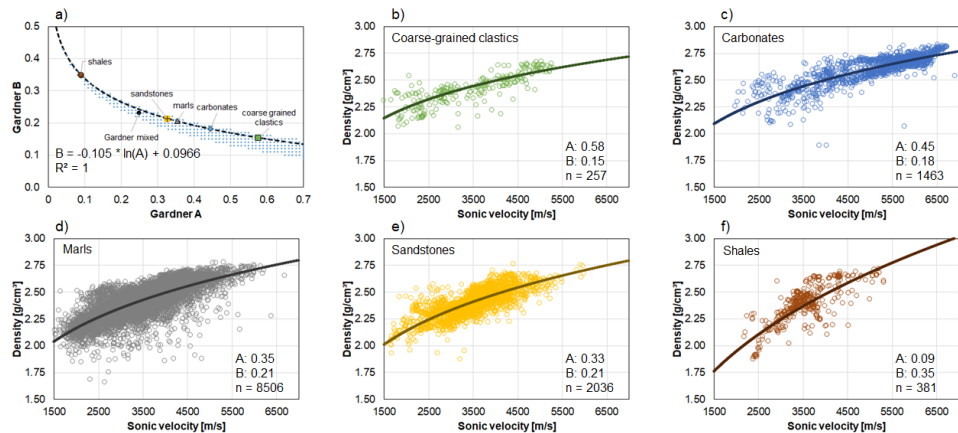 a)
0.5
0.4
0.3
0.2
0.1
0.0
Gardner B
shales
sandstones
marls
carbonates
coarse grained
clastics
Gardner mixed
B = -0.105 * ln(A) + 0.0966
R² = 1
0
0.1
0.2
0.3
0.4
0.5
0.6
0.7
Gardner A
b)
3.00
2.75
2.50
2.25
2.00
1.75
1.50
Density [g/cm³]
Coarse-grained clastics
A: 0.58
B: 0.15
n = 257
1500
2500
3500
4500
5500
6500
Sonic velocity [m/s]
c)
3.00
2.75
2.50
2.25
2.00
1.75
1.50
Density [g/cm³]
Carbonates
A: 0.45
B: 0.18
n = 1463
1500
2500
3500
4500
5500
6500
Sonic velocity [m/s]
d)
3.00
2.75
2.50
2.25
2.00
1.75
1.50
Density [g/cm³]
Marls
A: 0.35
B: 0.21
n = 8506
1500
2500
3500
4500
5500
6500
Sonic velocity [m/s]
e)
3.00
2.75
2.50
2.25
2.00
1.75
1.50
Density [g/cm³]
Sandstones
A: 0.33
B: 0.21
n = 2036
1500
2500
3500
4500
5500
6500
Sonic velocity [m/s]
f)
3.00
2.75
2.50
2.25
2.00
1.75
1.50
Density [g/cm³]
Shales
A: 0.09
B: 0.35
n = 381
1500
2500
3500
4500
5500
6500
Sonic velocity [m/s]